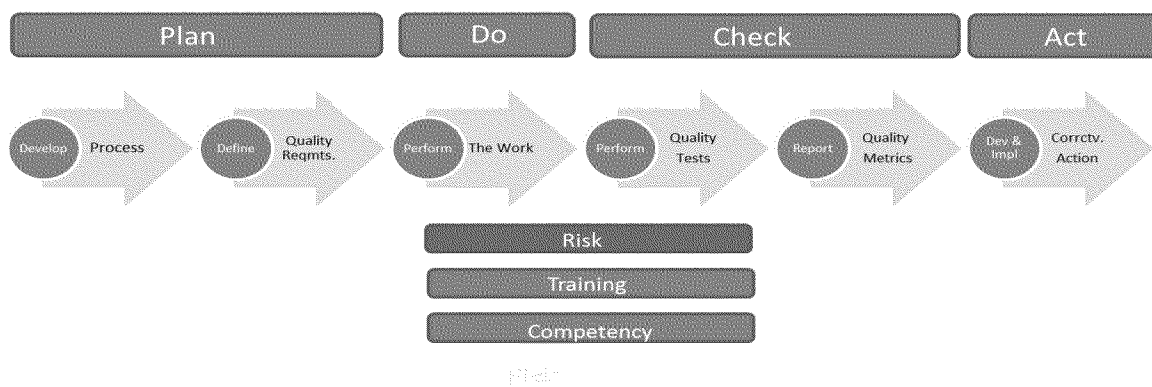 Plan
Do
Check
Act
Develop
Process
Define
Quality
Reqmts.
Perform
The Work
Perform
Quality
Tests
Report
Quality
Metrics
Dev &
Impl
Corrctv.
Action
Risk
Training
Competency